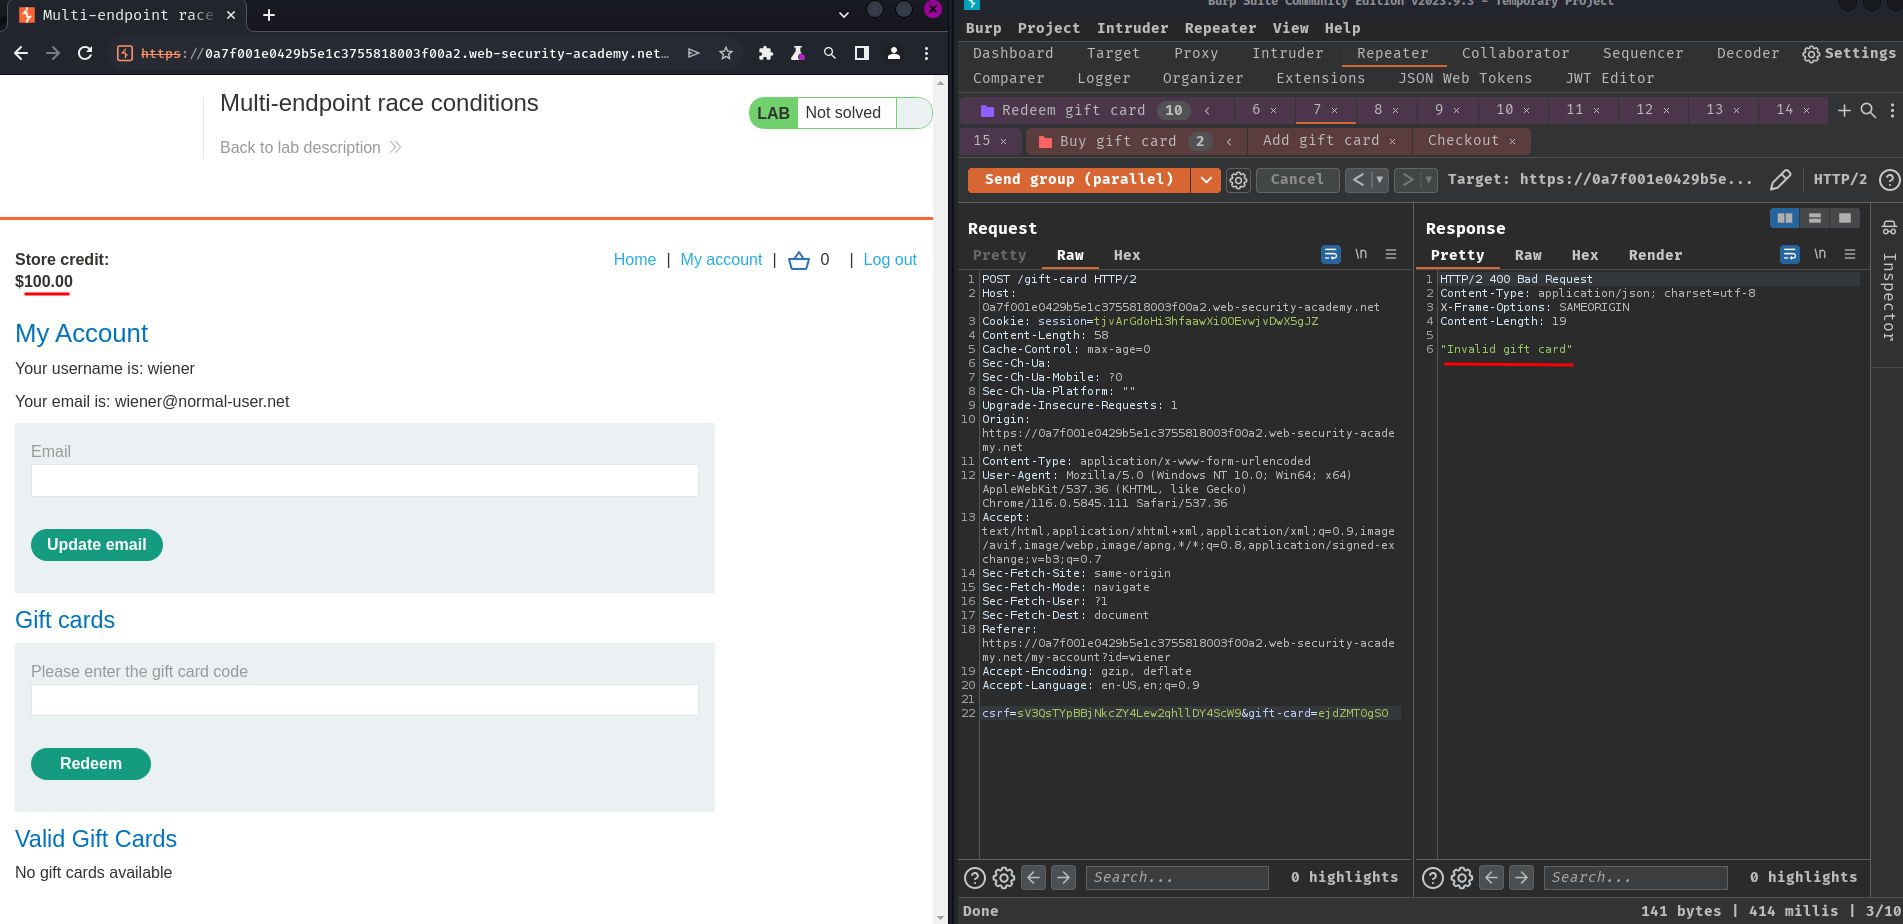 Multi-endpoint race
https://0a7f001e0429b5e1c3755818003f00a2.web-security-academy.net...
Multi-endpoint race conditions
Back to lab description
LAB Not solved
Store credit:
$100.00
Home | My account | 0 | Log out
My Account
Your username is: wiener
Your email is: wiener@normal-user.net
Email
Update email
Gift cards
Please enter the gift card code
Redeem
Valid Gift Cards
No gift cards available
Burp Suite Community Edition v2023.9.3 - Temporary Project
Burp Project Intruder Repeater View Help
Dashboard Target Proxy Intruder Repeater Collaborator Sequencer Decoder Settings
Comparer Logger Organizer Extensions JSON Web Tokens JWT Editor
Redeem gift card 10 6 × 7 × 8 × 9 × 10 × 11 × 12 × 13 × 14 ×
15 × Buy gift card 2 Add gift card × Checkout ×
Send group (parallel) Cancel < > Target: https://0a7f001e0429b5e... HTTP/2 ?
Request
Pretty Raw Hex \n
1 POST /gift-card HTTP/2
2 Host:
0a7f001e0429b5e1c3755818003f00a2.web-security-academy.net
3 Cookie: session=tjvArGdoHi3hfaawXi0OEvwjvDwX5gJZ
4 Content-Length: 58
5 Cache-Control: max-age=0
6 Sec-Ch-Ua:
7 Sec-Ch-Ua-Mobile: ?0
8 Sec-Ch-Ua-Platform: ""
9 Upgrade-Insecure-Requests: 1
10 Origin:
https://0a7f001e0429b5e1c3755818003f00a2.web-security-acade
my.net
11 Content-Type: application/x-www-form-urlencoded
12 User-Agent: Mozilla/5.0 (Windows NT 10.0; Win64; x64)
AppleWebKit/537.36 (KHTML, like Gecko)
Chrome/116.0.5845.111 Safari/537.36
13 Accept:
text/html,application/xhtml+xml,application/xml;q=0.9,image
/avif,image/webp,image/apng,*/*;q=0.8,application/signed-ex
change;v=b3;q=0.7
14 Sec-Fetch-Site: same-origin
15 Sec-Fetch-Mode: navigate
16 Sec-Fetch-User: ?1
17 Sec-Fetch-Dest: document
18 Referer:
https://0a7f001e0429b5e1c3755818003f00a2.web-security-acade
my.net/my-account?id=wiener
19 Accept-Encoding: gzip, deflate
20 Accept-Language: en-US,en;q=0.9
21
22 csrf=sV3QsTYpBBjNkcZY4Lew2qhllDY4ScW9&gift-card=ejdZMT0gSO
? Search... 0 highlights
Response
Pretty Raw Hex Render \n
1 HTTP/2 400 Bad Request
2 Content-Type: application/json; charset=utf-8
3 X-Frame-Options: SAMEORIGIN
4 Content-Length: 19
5
6 "Invalid gift card"
? Search... 0 highlights
Inspector
Done
141 bytes | 414 millis | 3/10